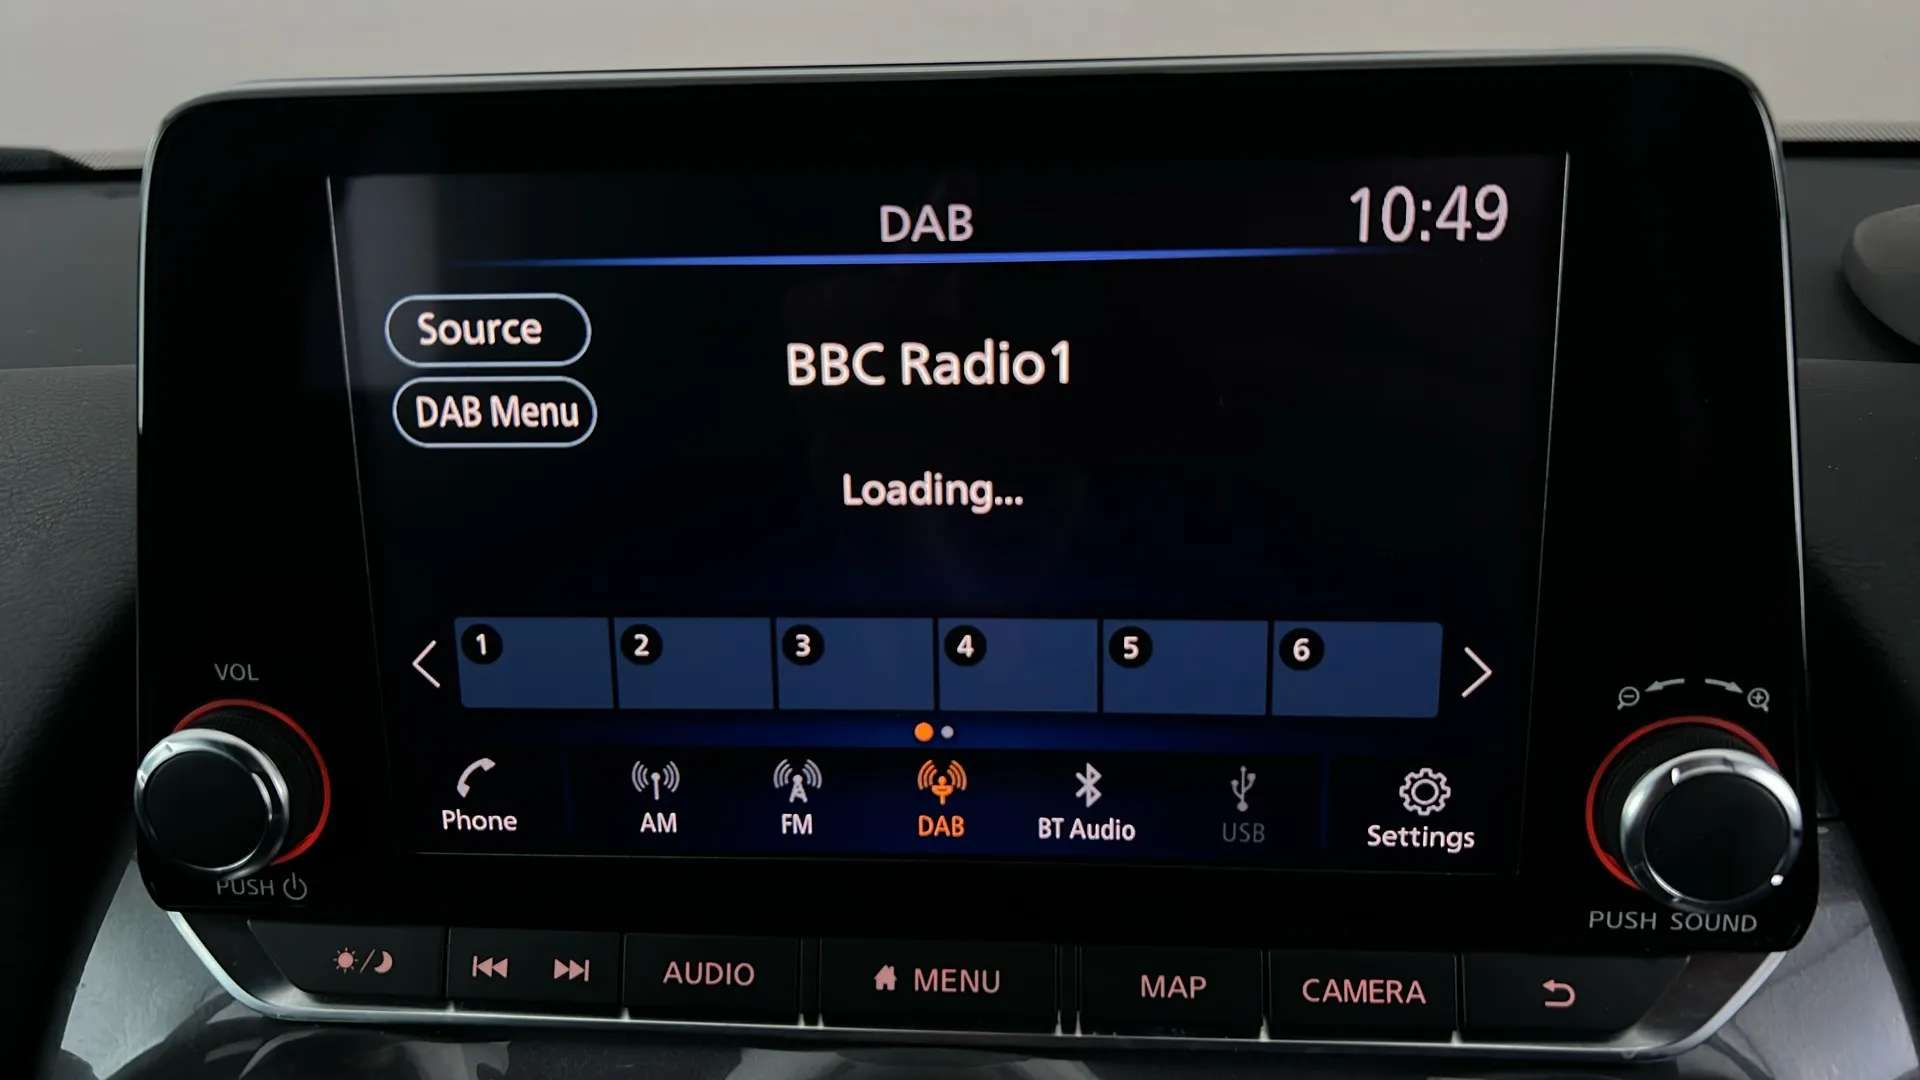 DAB
10:49
Source
BBC Radio1
DAB Menu
Loading...
1 2 3 4 5 6
VOL
Phone
AM
FM
DAB
BT Audio
USB
Settings
PUSH
PUSH SOUND
AUDIO
MENU
MAP
CAMERA